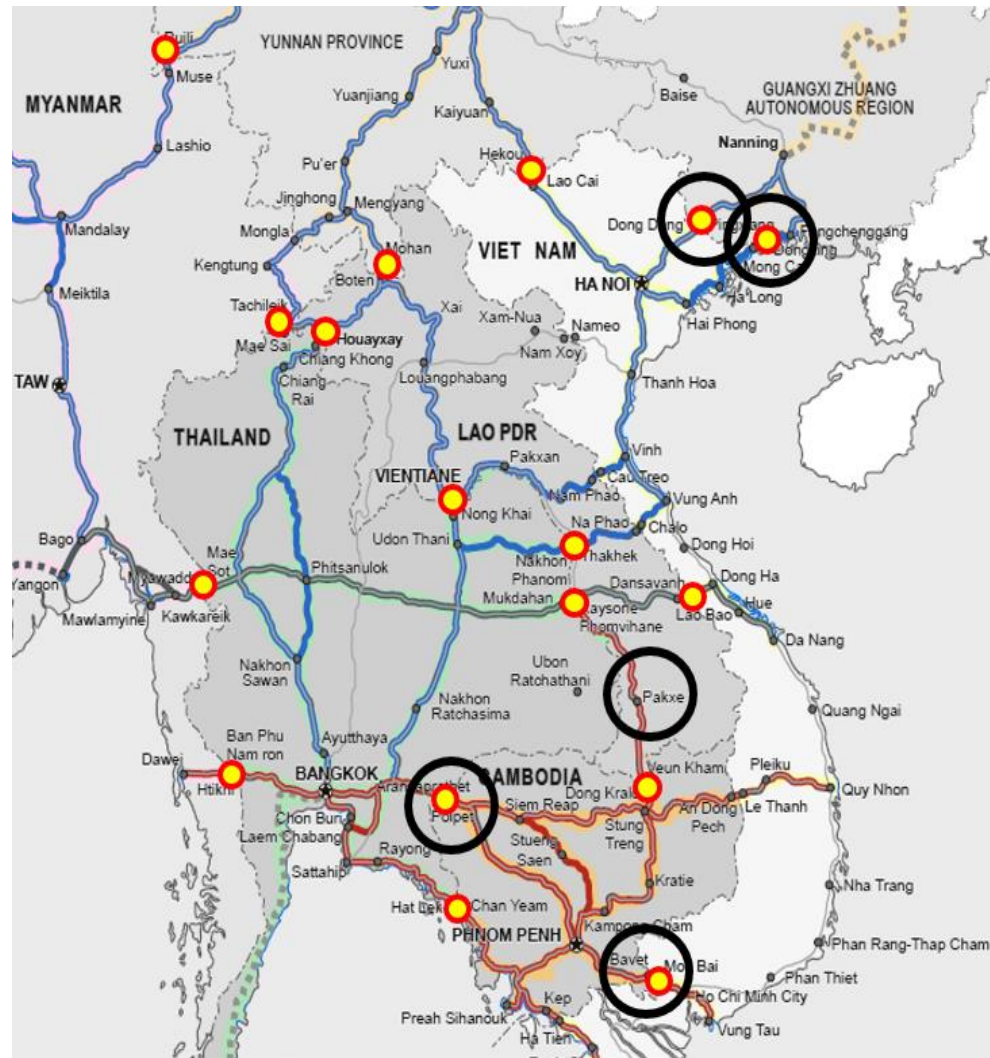 Ruili
YUNNAN PROVINCE
Yuxi
Muse
Yuanjiang
Kaiyuan
Baise
GUANGXI ZHUANG
AUTONOMOUS REGION
MYANMAR
Lashio
Nanning
Hekou
Lao Cai
Pu'er
Jinghong
Mengyang
Mandalay
Mongla
Mohan
VIET NAM
Dong Dang
Kengtung
Boten
Mong
Meiktila
HA NOI
Ha Long
Hai Phong
Tachileik
Xai
Xam-Nua
Nameo
Mae Sai
Houayxay
Chiang Khong
Nam Xoy
Chiang
Rai
Louangphabang
Thanh Hoa
TAW
THAILAND
LAO PDR
Pakxan
Vinh
Cau Treo
VIENTIANE
Nam Phao
Nong Khai
Vung Anh
Na Phao
Chalo
Bago
Udon Thani
Thakhek
Dong Hoi
Mae
Sot
Nakhon
Phanomi
Yangon
Phitsanulok
Dansavanh
Dong Ha
Mukdahan
Lao Bao
Hue
Mawlamyine
Kawkareik
Phomvihane
Da Nang
Ubon
Ratchathani
Nakhon
Sawan
Pakxe
Nakhon
Ratchasima
Quang Ngai
Ban Phu
Nam ron
Ayutthaya
Dawei
BANGKOK
CAMBODIA
Veun Kham
Pleiku
Htikhi
Dong Kralo
Le Thanh
Quy Nhon
Siem Reap
An Dong
Pech
Chon Buri
Poipet
Laem Chabang
Stueng
Saen
Stung
Treng
Rayong
Sattahip
Kratie
Nha Trang
Hat Lek
Chan Yeam
Kampong Cham
PHNOM PENH
Bavet
Phan Rang-Thap Cham
Moc Bai
Phan Thiet
Ho Chi Minh City
Kep
Preah Sihanouk
Ha Tien
Vung Tau